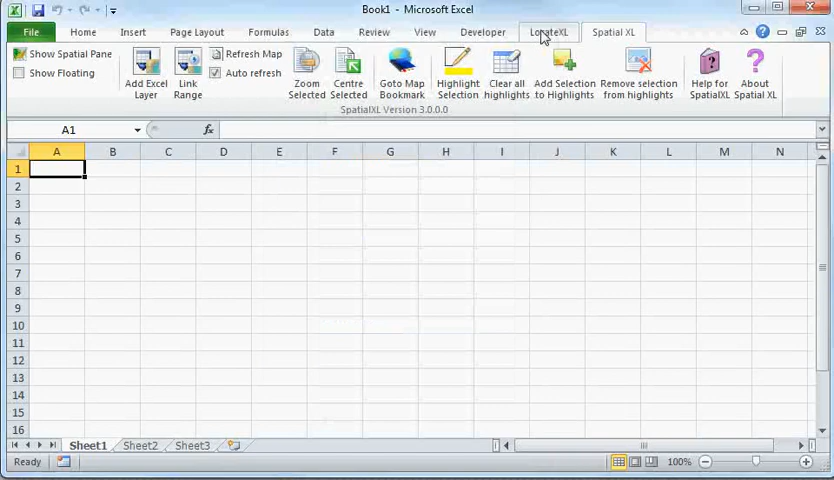 Book1 - Microsoft Excel
File Home Insert Page Layout Formulas Data Review View Developer LocateXL Spatial XL
Show Spatial Pane
Show Floating
Add Excel Layer
Link Range
Refresh Map
Auto refresh
Zoom Selected
Centre Selected
Goto Map Bookmark
Highlight Selection
Clear all highlights
Add Selection to Highlights
Remove selection from highlights
Help for SpatialXL
About Spatial XL
SpatialXL Version 3.0.0.0
A1 fx
A B C D E F G H I J K L M N
1
2
3
4
5
6
7
8
9
10
11
12
13
14
15
16
Sheet1 Sheet2 Sheet3
Ready 100%